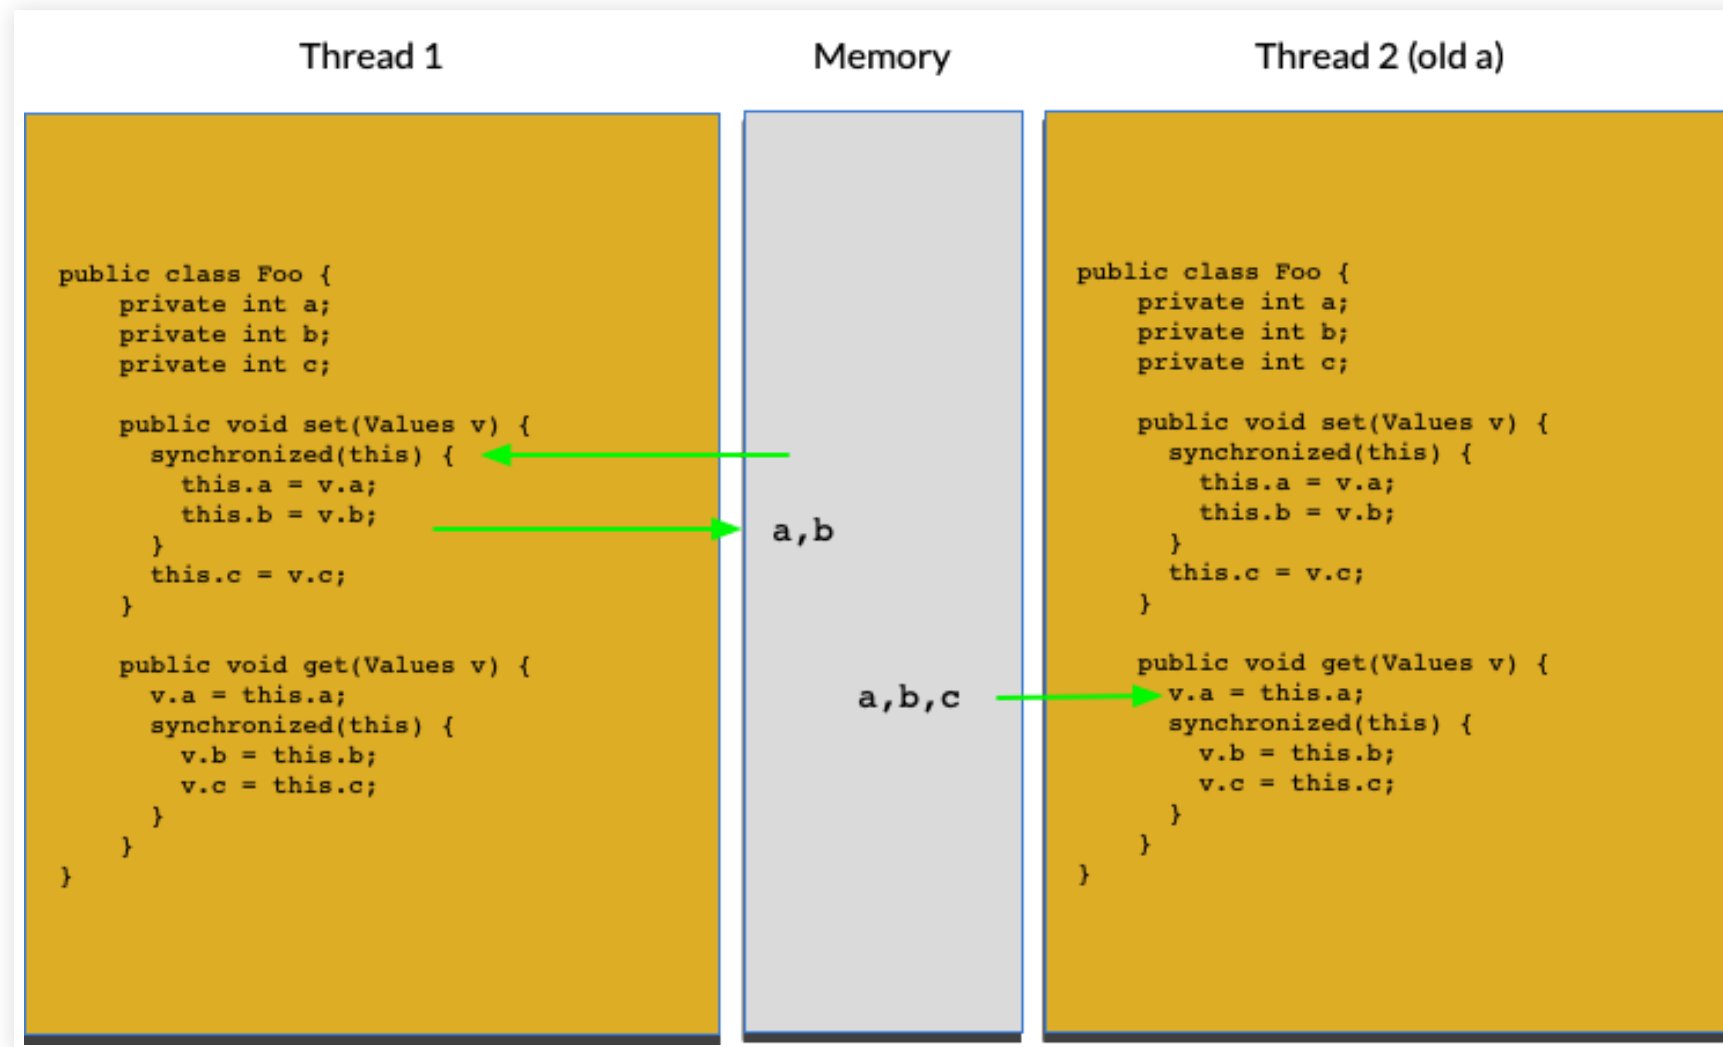 Thread 1
Memory
Thread 2 (old a)
public class Foo {
private int a;
private int b;
private int c;
public void set(Values v) {
synchronized(this) {
this.a = v.a;
this.b = v.b;
}
this.c = v.c;
}
public void get(Values v) {
v.a = this.a;
synchronized(this) {
v.b = this.b;
v.c = this.c;
}
}
}
a,b
a,b,c
public class Foo {
private int a;
private int b;
private int c;
public void set(Values v) {
synchronized(this) {
this.a = v.a;
this.b = v.b;
}
this.c = v.c;
}
public void get(Values v) {
v.a = this.a;
synchronized(this) {
v.b = this.b;
v.c = this.c;
}
}
}